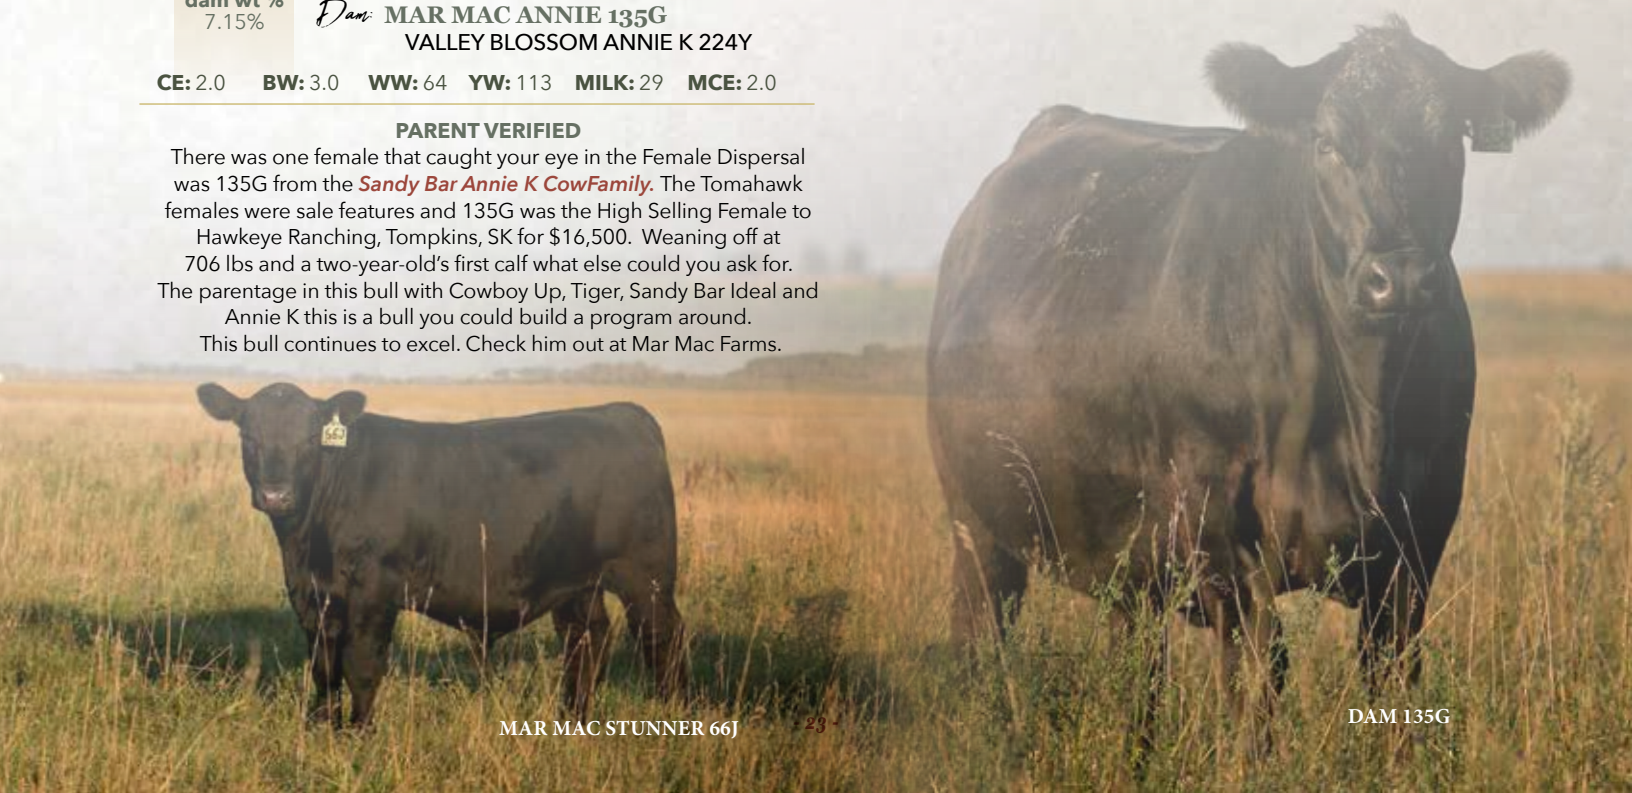 dam wt %
7.15%
Dam: MAR MAC ANNIE 135G
VALLEY BLOSSOM ANNIE K 224Y
CE: 2.0 BW: 3.0 WW: 64 YW: 113 MILK: 29 MCE: 2.0
PARENT VERIFIED
There was one female that caught your eye in the Female Dispersal
was 135G from the Sandy Bar Annie K CowFamily. The Tomahawk
females were sale features and 135G was the High Selling Female to
Hawkeye Ranching, Tompkins, SK for $16,500. Weaning off at
706 lbs and a two-year-old's first calf what else could you ask for.
The parentage in this bull with Cowboy Up, Tiger, Sandy Bar Ideal and
Annie K this is a bull you could build a program around.
This bull continues to excel. Check him out at Mar Mac Farms.
66J
MAR MAC STUNNER 66J
- 23 -
DAM 135G